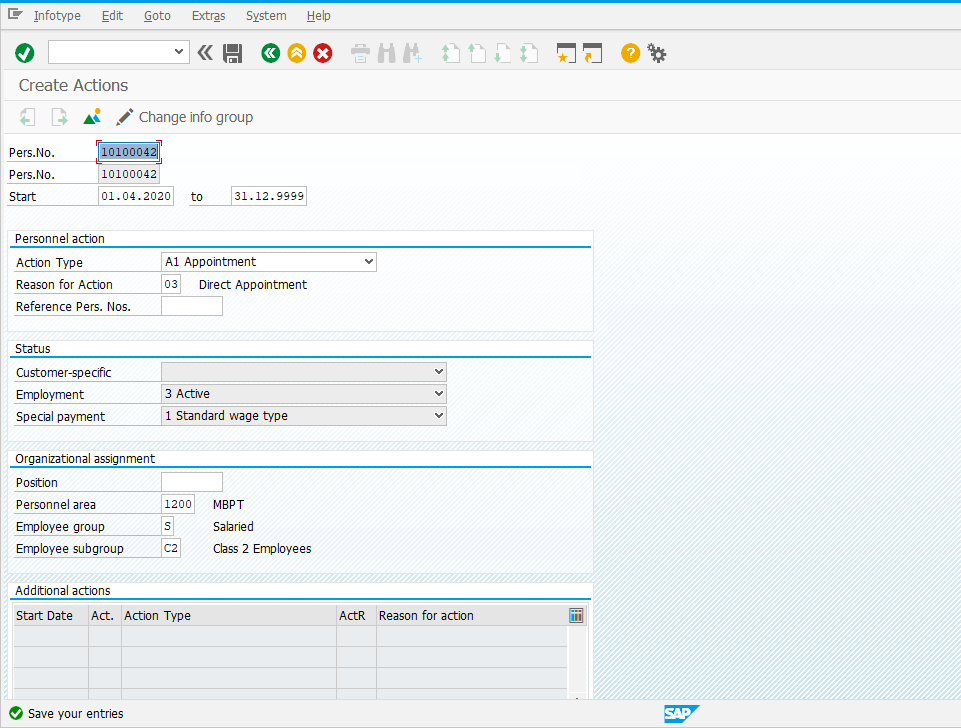 Infotype Edit Goto Extras System Help
Create Actions
Change info group
Pers.No. 10100042
Pers.No. 10100042
Start 01.04.2020 to 31.12.9999
Personnel action
Action Type A1 Appointment
Reason for Action 03 Direct Appointment
Reference Pers. Nos.
Status
Customer-specific
Employment 3 Active
Special payment 1 Standard wage type
Organizational assignment
Position
Personnel area 1200 MBPT
Employee group S Salaried
Employee subgroup C2 Class 2 Employees
Additional actions
Start Date Act. Action Type ActR Reason for action
Save your entries SAP